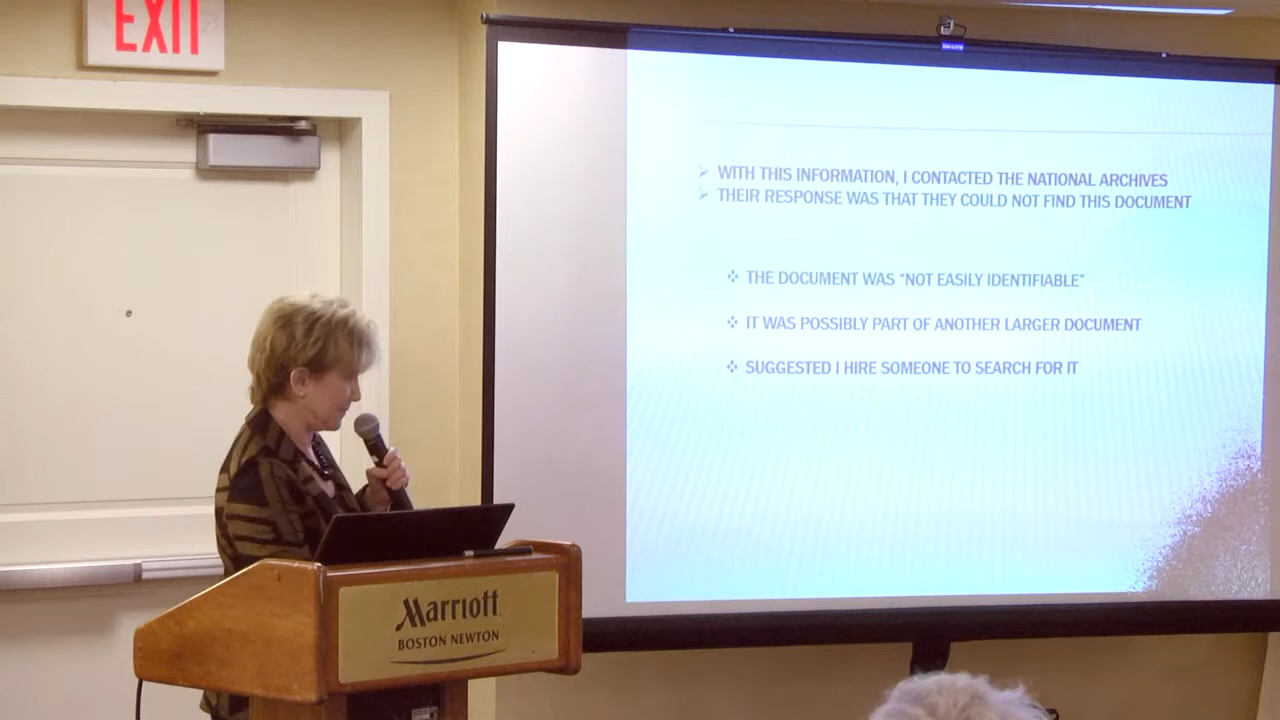 EXIT
WITH THIS INFORMATION, I CONTACTED THE NATIONAL ARCHIVES
THEIR RESPONSE WAS THAT THEY COULD NOT FIND THIS DOCUMENT
THE DOCUMENT WAS "NOT EASILY IDENTIFIABLE"
IT WAS POSSIBLY PART OF ANOTHER LARGER DOCUMENT
SUGGESTED I HIRE SOMEONE TO SEARCH FOR IT
Marriott
BOSTON NEWTON